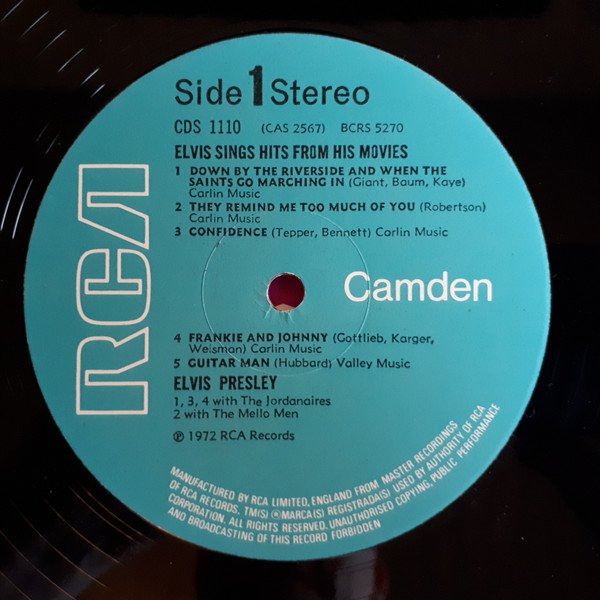 Side 1 Stereo
CDS 1110 (CAS 2567) BCRS 5270
ELVIS SINGS HITS FROM HIS MOVIES
1 DOWN BY THE RIVERSIDE AND WHEN THE
SAINTS GO MARCHING IN (Giant, Baum, Kaye)
Carlin Music
2 THEY REMIND ME TOO MUCH OF YOU (Robertson)
Carlin Music
3 CONFIDENCE (Tepper, Bennett) Carlin Music
RCA
Camden
4 FRANKIE AND JOHNNY (Gottlieb, Karger,
Weisman) Carlin Music
5 GUITAR MAN (Hubbard) Valley Music
ELVIS PRESLEY
1, 3, 4 with The Jordanaires
2 with The Mello Men
℗ 1972 RCA Records
MANUFACTURED BY RCA LIMITED, ENGLAND FROM MASTER RECORDINGS
OF RCA RECORDS. TM(S) ® MARCA(S) REGISTRADA(S) USED BY AUTHORITY OF RCA
CORPORATION. ALL RIGHTS RESERVED. UNAUTHORISED COPYING, PUBLIC PERFORMANCE
AND BROADCASTING OF THIS RECORD FORBIDDEN